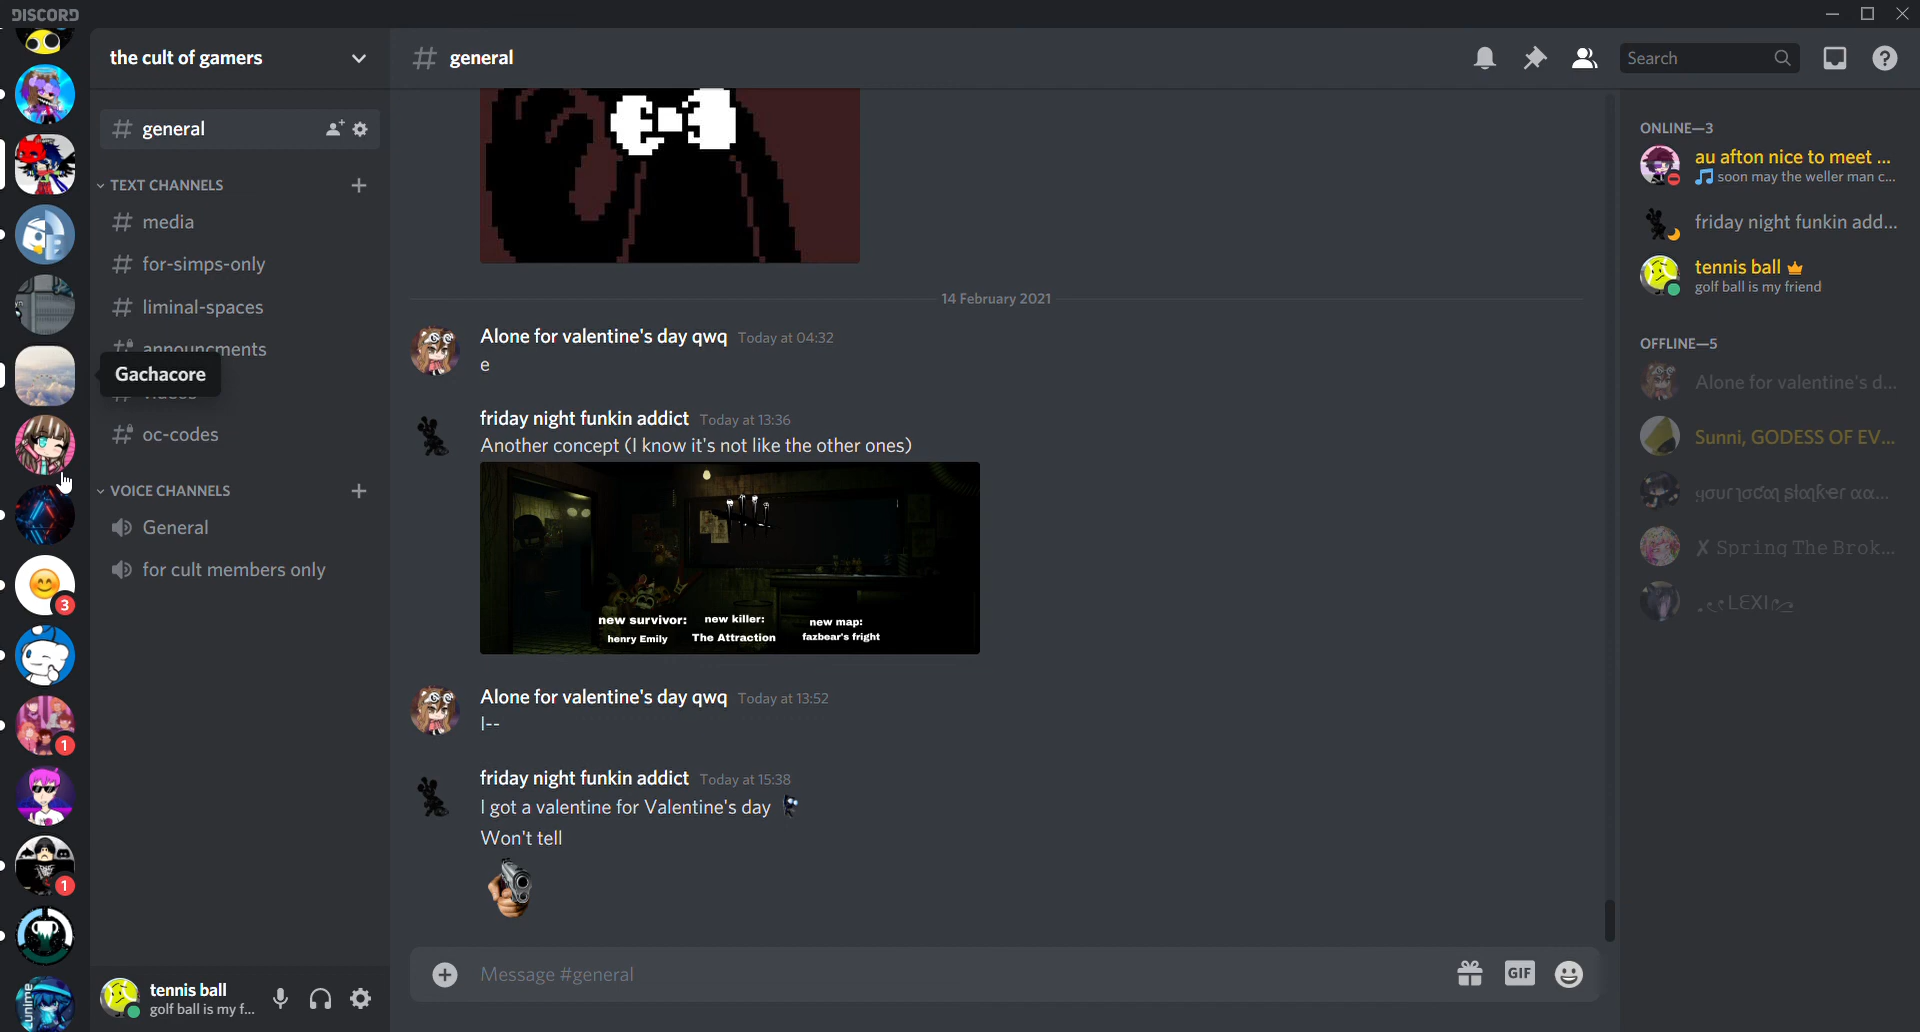 DISCORD
the cult of gamers
general
TEXT CHANNELS
media
for-simps-only
liminal-spaces
announcments
Gachacore
videos
oc-codes
VOICE CHANNELS
General
for cult members only
tennis ball
golf ball is my f...
general
Search
14 February 2021
Alone for valentine's day qwq Today at 04:32
e
friday night funkin addict Today at 13:36
Another concept (I know it's not like the other ones)
new survivor:
henry Emily
new killer:
The Attraction
new map:
fazbear's fright
Alone for valentine's day qwq Today at 13:52
I--
friday night funkin addict Today at 15:38
I got a valentine for Valentine's day
Won't tell
Message #general
GIF
ONLINE—3
au afton nice to meet ...
soon may the weller man c...
friday night funkin add...
tennis ball
golf ball is my friend
OFFLINE—5
Alone for valentine's d...
Sunni, GODESS OF EV...
X Spring The Brok...
LEXI
3
1
1